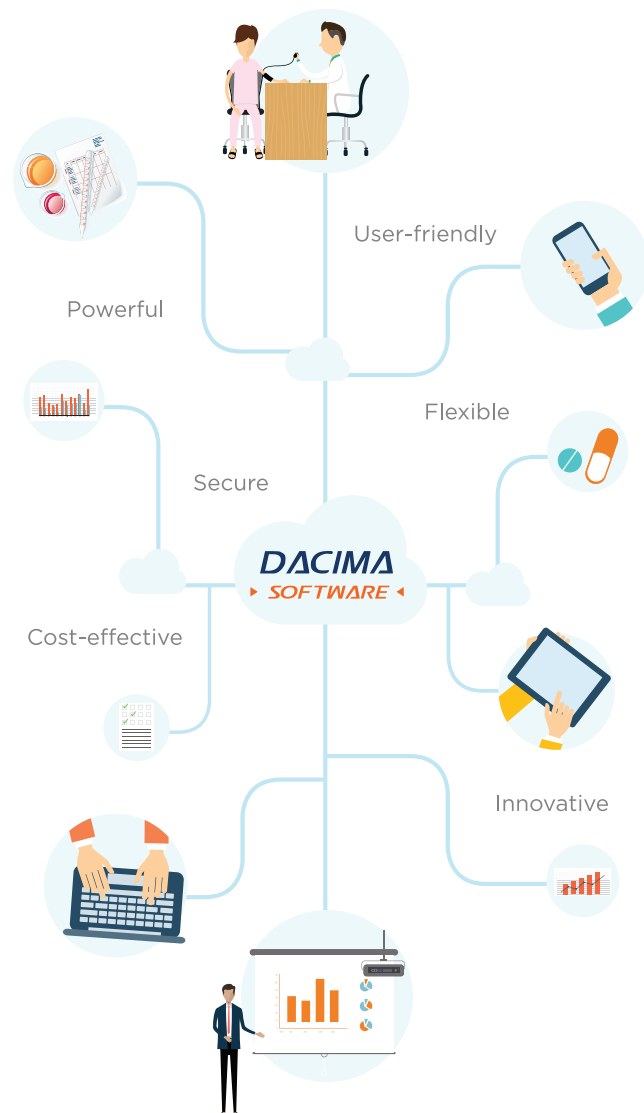 User-friendly
Powerful
Flexible
Secure
DACIMA
SOFTWARE
Cost-effective
Innovative